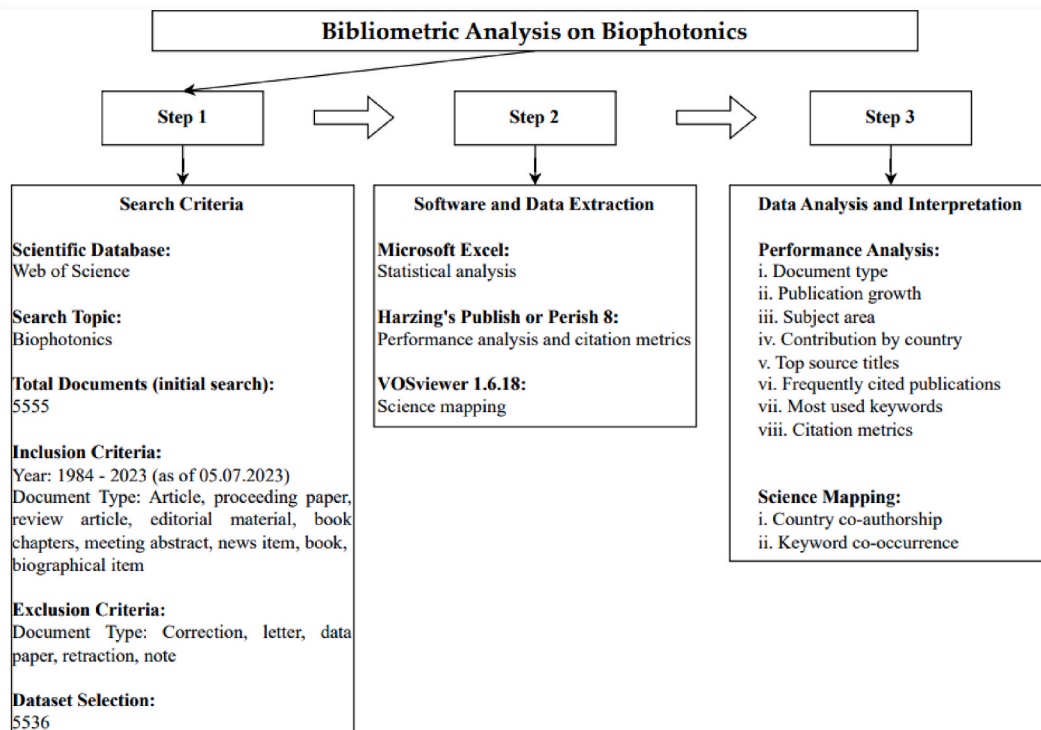 Bibliometric Analysis on Biophotonics
Step 1
Step 2
Step 3
Search Criteria
Scientific Database:
Web of Science
Search Topic:
Biophotonics
Total Documents (initial search):
5555
Inclusion Criteria:
Year: 1984 - 2023 (as of 05.07.2023)
Document Type: Article, proceeding paper,
review article, editorial material, book
chapters, meeting abstract, news item, book,
biographical item
Exclusion Criteria:
Document Type: Correction, letter, data
paper, retraction, note
Dataset Selection:
5536
Software and Data Extraction
Microsoft Excel:
Statistical analysis
Harzing's Publish or Perish 8:
Performance analysis and citation metrics
VOSviewer 1.6.18:
Science mapping
Data Analysis and Interpretation
Performance Analysis:
i. Document type
ii. Publication growth
iii. Subject area
iv. Contribution by country
v. Top source titles
vi. Frequently cited publications
vii. Most used keywords
viii. Citation metrics
Science Mapping:
i. Country co-authorship
ii. Keyword co-occurrence